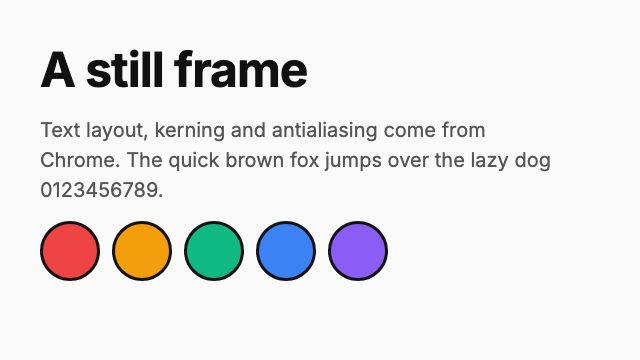 A still frame
Text layout, kerning and antialiasing come from
Chrome. The quick brown fox jumps over the lazy dog
0123456789.